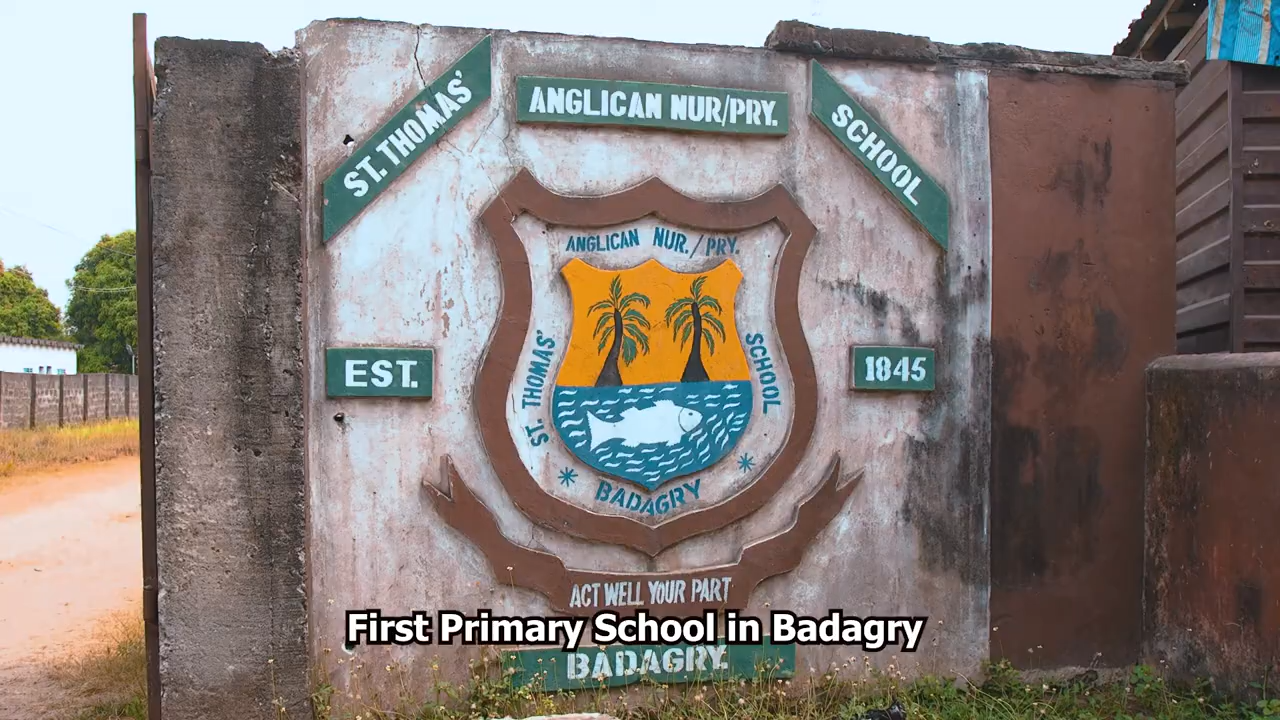 ST. THOMAS'
ANGLICAN NUR/PRY.
SCHOOL
ANGLICAN NUR./PRY.
ST. THOMAS'
SCHOOL
BADAGRY
EST.
1845
ACT WELL YOUR PART
First Primary School in Badagry
BADAGRY.